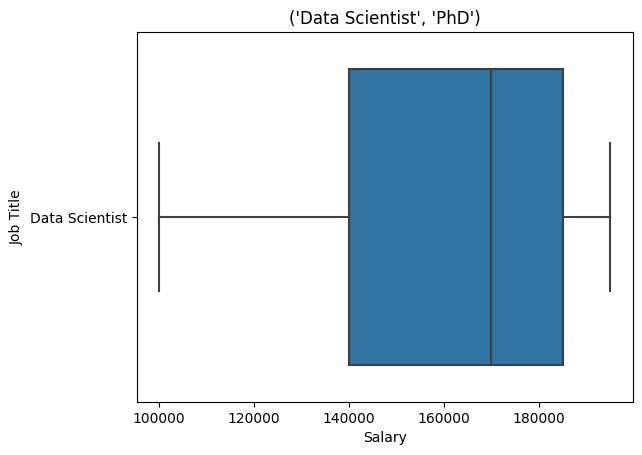 ('Data Scientist', 'PhD')
Job Title
Data Scientist
100000 120000 140000 160000 180000
Salary